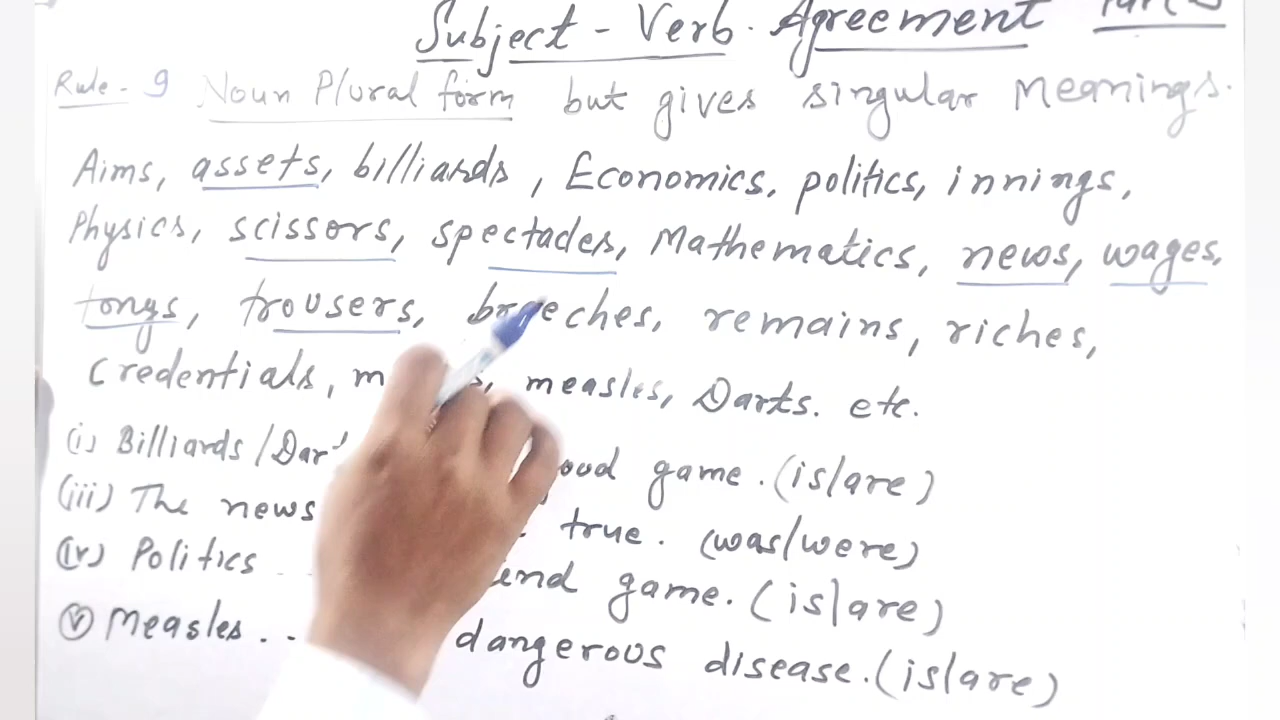 Subject - Verb. Agreement
Rule - 9 Noun Plural form but gives singular Meanings.
Aims, assets, billiards, Economics, politics, innings,
Physics, scissors, spectades, Mathematics, news, wages,
tongs, trousers, breeches, remains, riches,
Credentials, measles, Darts. etc.
(i) Billiards / game. (is/are)
(iii) The news true. (was/were)
(iv) Politics .. game. (is/are)
(v) Measles.. dangerous disease. (is/are)